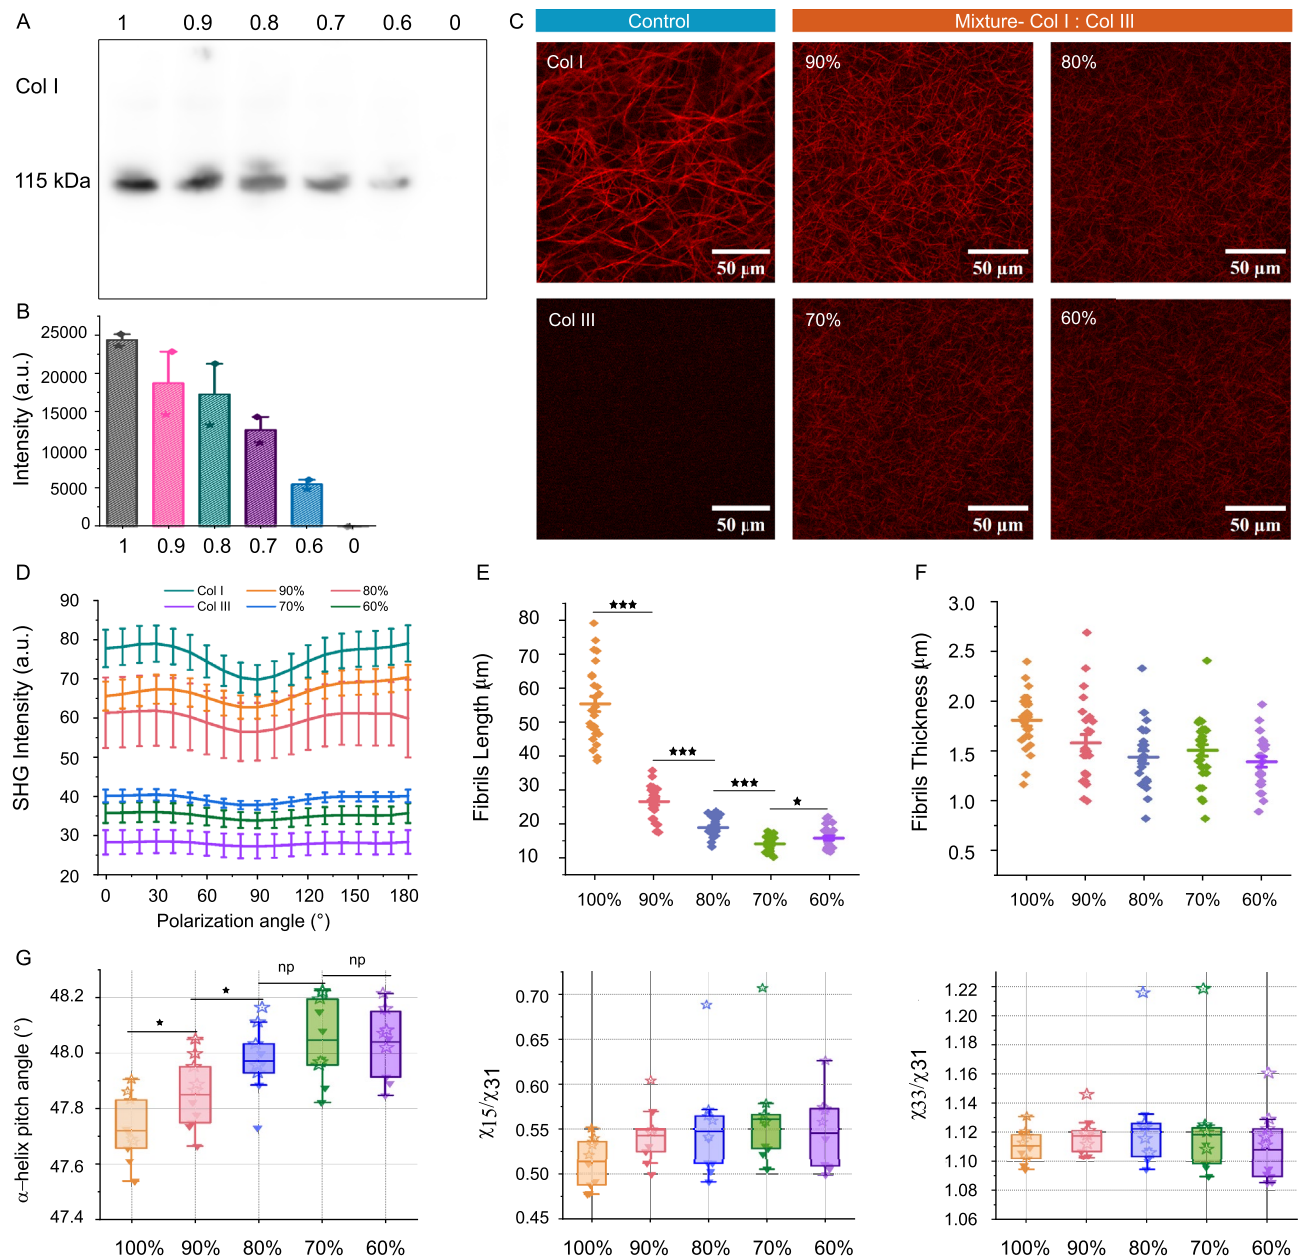 A
1 0.9 0.8 0.7 0.6 0
Col I
115 kDa
B
Intensity (a.u.)
25000
20000
15000
10000
5000
0
1 0.9 0.8 0.7 0.6 0
C
Control
Mixture- Col I : Col III
Col I
50 µm
90%
50 µm
80%
50 µm
Col III
50 µm
70%
50 µm
60%
50 µm
D
Col I 90% 80%
Col III 70% 60%
SHG Intensity (a.u.)
90
80
70
60
50
40
30
20
0 30 60 90 120 150 180
Polarization angle (°)
E
Fibrils Length (µm)
80
70
60
50
40
30
20
10
★★★
★★★
★★★
★
100% 90% 80% 70% 60%
F
Fibrils Thickness (µm)
3.0
2.5
2.0
1.5
1.0
0.5
100% 90% 80% 70% 60%
G
α-helix pitch angle (°)
48.2
48.0
47.8
47.6
47.4
★
★
np
np
100% 90% 80% 70% 60%
χ15/χ31
0.70
0.65
0.60
0.55
0.50
0.45
100% 90% 80% 70% 60%
χ33/χ31
1.22
1.20
1.18
1.16
1.14
1.12
1.10
1.08
1.06
100% 90% 80% 70% 60%